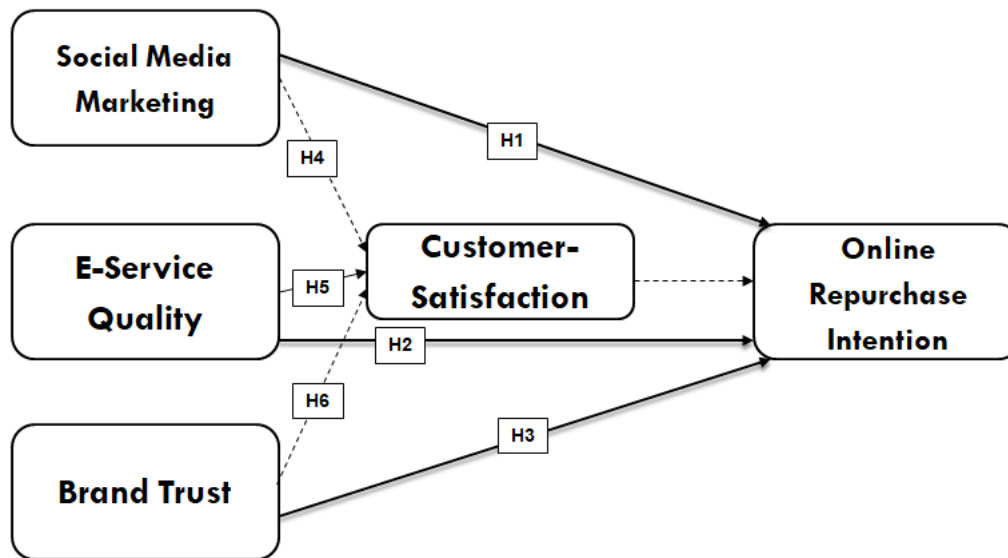 Social Media
Marketing
H1
H4
E-Service
Quality
Customer-
Satisfaction
Online
Repurchase
Intention
H5
H2
H6
H3
Brand Trust